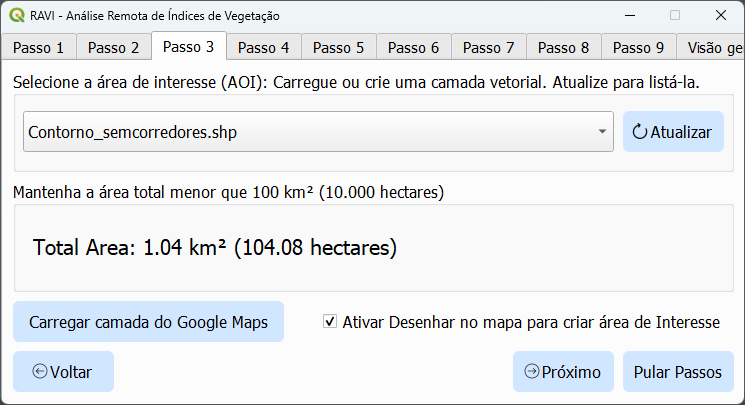 RAVI - Análise Remota de Índices de Vegetação
Passo 1 Passo 2 Passo 3 Passo 4 Passo 5 Passo 6 Passo 7 Passo 8 Passo 9 Visão ge
Selecione a área de interesse (AOI): Carregue ou crie uma camada vetorial. Atualize para listá-la.
Contorno_semcorredores.shp Atualizar
Mantenha a área total menor que 100 km² (10.000 hectares)
Total Area: 1.04 km² (104.08 hectares)
Carregar camada do Google Maps Ativar Desenhar no mapa para criar área de Interesse
Voltar Próximo Pular Passos